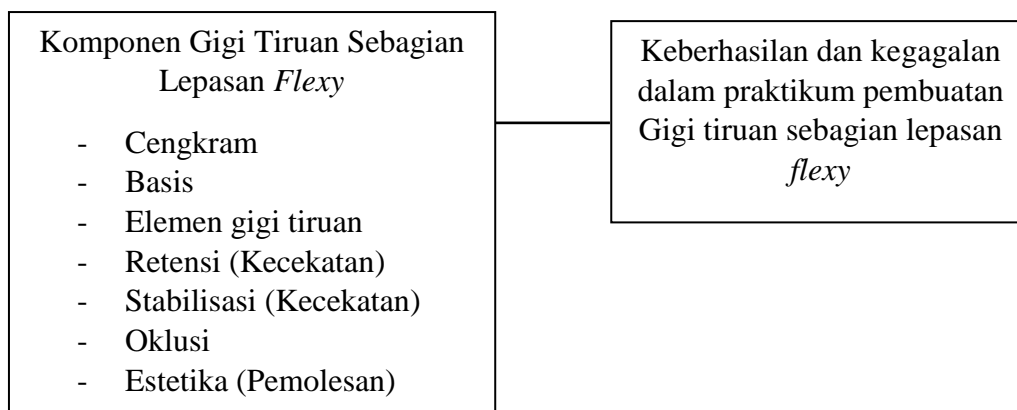 Komponen Gigi Tiruan Sebagian
Lepasan Flexy
- Cengkram
- Basis
- Elemen gigi tiruan
- Retensi (Kecekatan)
- Stabilisasi (Kecekatan)
- Oklusi
- Estetika (Pemolesan)
Keberhasilan dan kegagalan
dalam praktikum pembuatan
Gigi tiruan sebagian lepasan
flexy